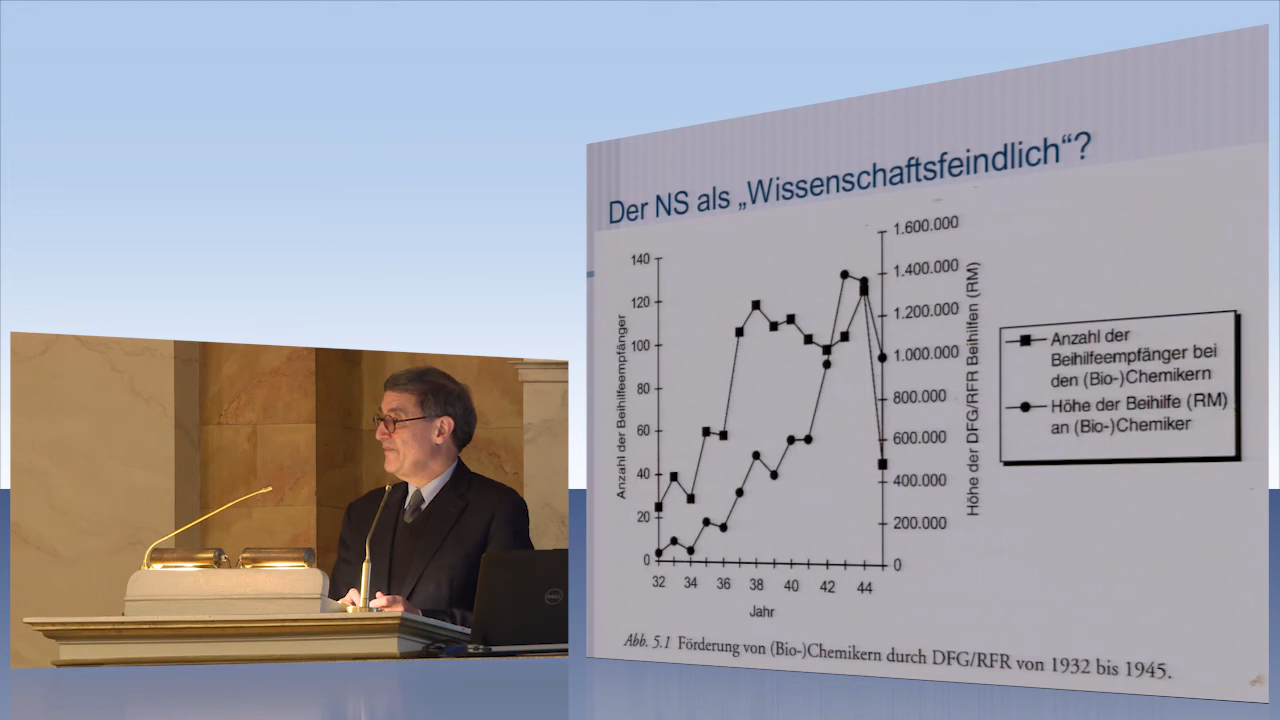 Der NS als „Wissenschaftsfeindlich“?
140
120
100
80
60
40
20
0
Anzahl der Beihilfeempfänger
32 34 36 38 40 42 44
Jahr
1.600.000
1.400.000
1.200.000
1.000.000
800.000
600.000
400.000
200.000
0
Höhe der DFG/RFR Beihilfen (RM)
Anzahl der
Beihilfeempfänger bei
den (Bio-)Chemikern
Höhe der Beihilfe (RM)
an (Bio-)Chemiker
Abb. 5.1 Förderung von (Bio-)Chemikern durch DFG/RFR von 1932 bis 1945.
DELL